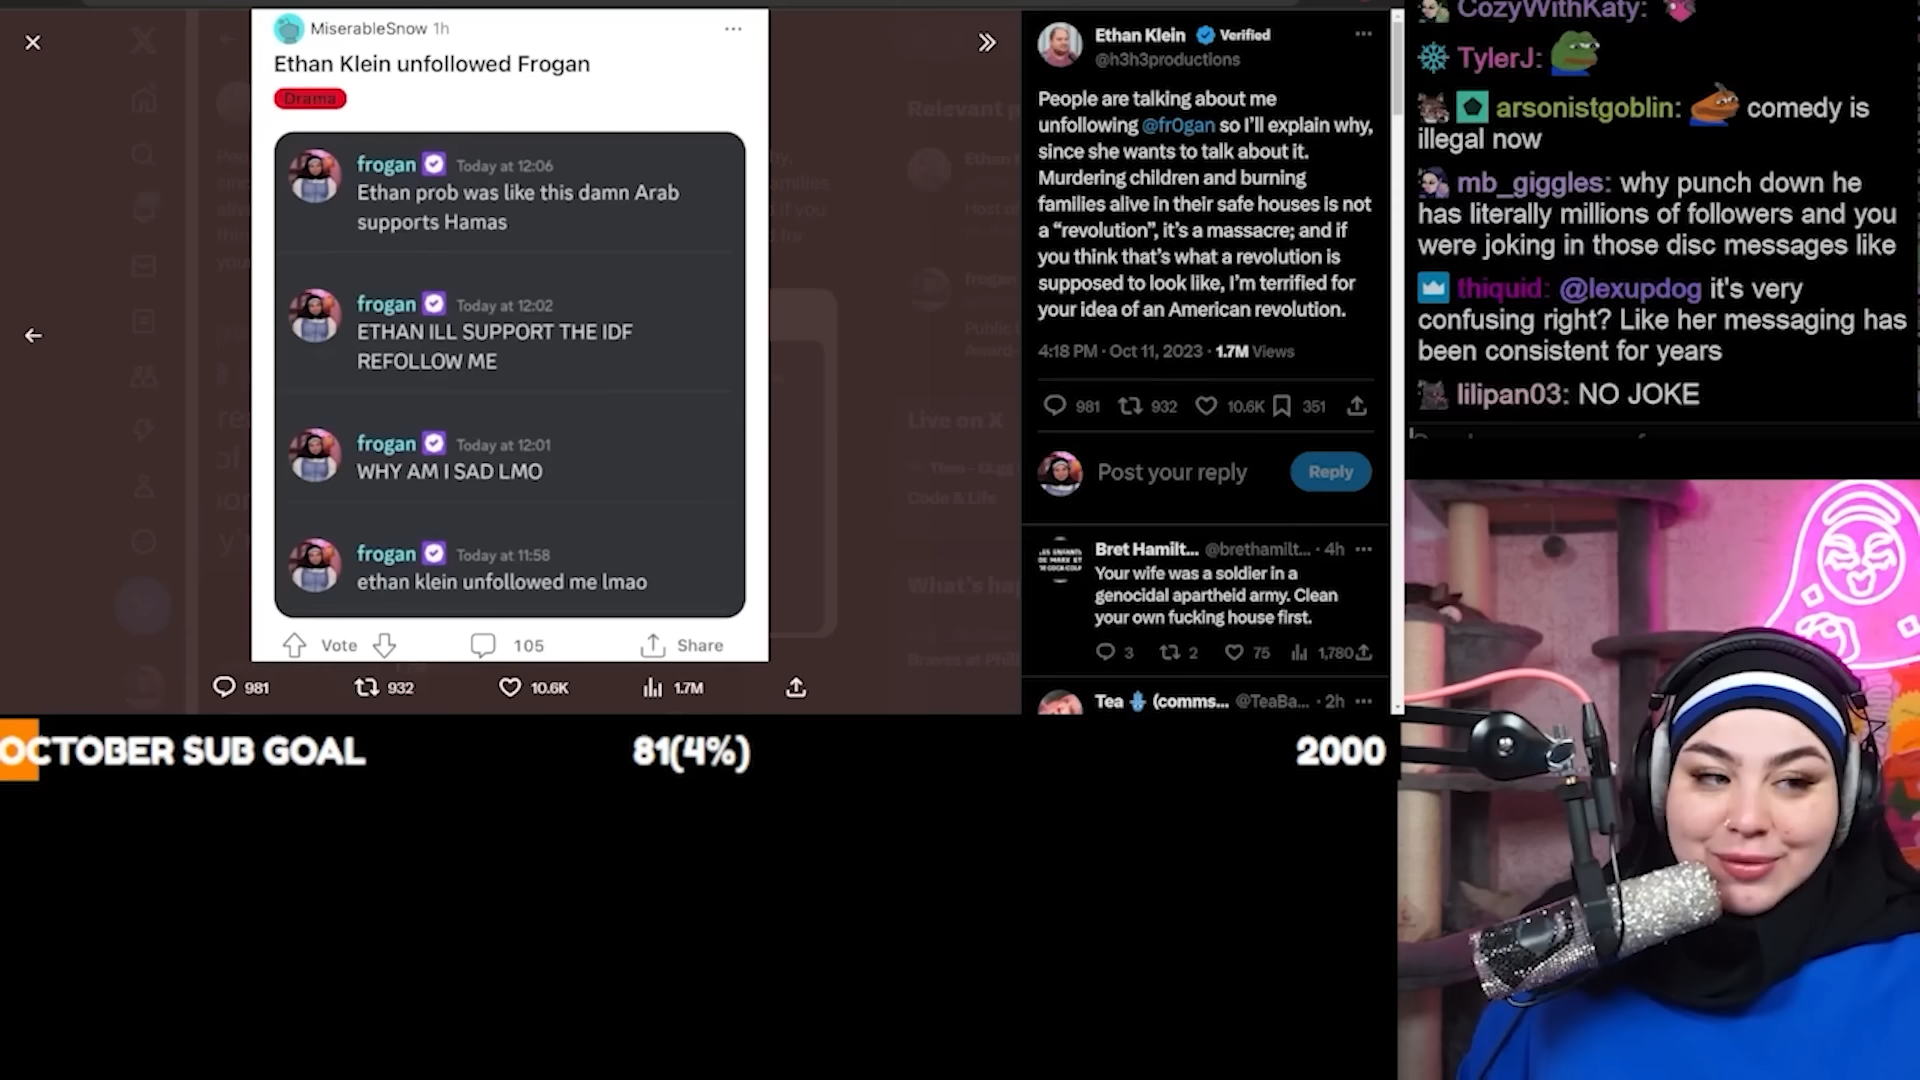 MiserableSnow 1h
Ethan Klein unfollowed Frogan
Drama
frogan Today at 12:06
Ethan prob was like this damn Arab
supports Hamas
frogan Today at 12:02
ETHAN ILL SUPPORT THE IDF
REFOLLOW ME
frogan Today at 12:01
WHY AM I SAD LMO
frogan Today at 11:58
ethan klein unfollowed me lmao
Vote 105 Share
981 932 10.6K 1.7M
Relevant
Live on X
Code & Life
What's
Ethan Klein Verified
@h3h3productions
People are talking about me
unfollowing @fr0gan so I'll explain why,
since she wants to talk about it.
Murdering children and burning
families alive in their safe houses is not
a "revolution", it's a massacre; and if
you think that's what a revolution is
supposed to look like, I'm terrified for
your idea of an American revolution.
4:18 PM · Oct 11, 2023 · 1.7M Views
981 932 10.6K 351
Post your reply Reply
Bret Hamilt... @brethamilt... · 4h
Your wife was a soldier in a
genocidal apartheid army. Clean
your own fucking house first.
3 2 75 1,780
Tea (comms... @TeaBa... · 2h
CozyWithKaty:
TylerJ:
arsonistgoblin: comedy is
illegal now
mb_giggles: why punch down he
has literally millions of followers and you
were joking in those disc messages like
thiquid: @lexupdog it's very
confusing right? Like her messaging has
been consistent for years
lilipan03: NO JOKE
OCTOBER SUB GOAL 81(4%) 2000